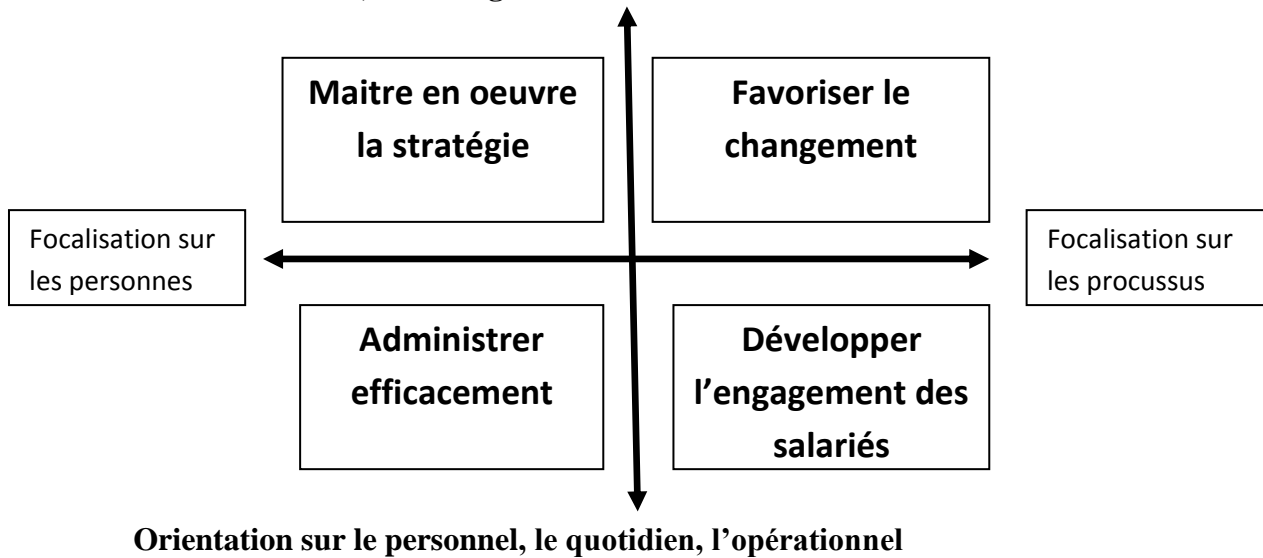 Maitre en oeuvre
la stratégie
Favoriser le
changement
Focalisation sur
les personnes
Focalisation sur
les procussus
Administrer
efficacement
Développer
l’engagement des
salariés
Orientation sur le personnel, le quotidien, l’opérationnel